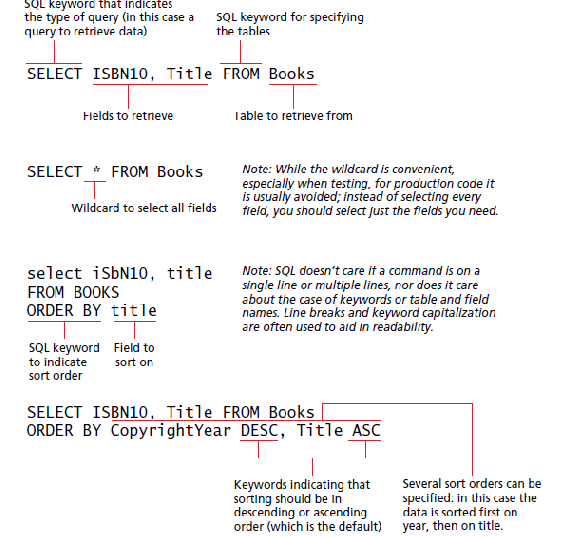 SQL keyword that indicates
the type of query (in this case a
query to retrieve data)
SQL keyword for specifying
the tables
SELECT ISBN10, Title FROM Books
Fields to retrieve
Table to retrieve from
SELECT * FROM Books
Wildcard to select all fields
Note: While the wildcard is convenient,
especially when testing, for production code it
is usually avoided; instead of selecting every
field, you should select just the fields you need.
select iSbN10, title
FROM BOOKS
ORDER BY title
SQL keyword
to indicate
sort order
Field to
sort on
Note: SQL doesn't care if a command is on a
single line or multiple lines, nor does it care
about the case of keywords or table and field
names. Line breaks and keyword capitalization
are often used to aid in readability.
SELECT ISBN10, Title FROM Books
ORDER BY CopyrightYear DESC, Title ASC
Keywords indicating that
sorting should be in
descending or ascending
order (which is the default)
Several sort orders can be
specified: in this case the
data is sorted first on
year, then on title.